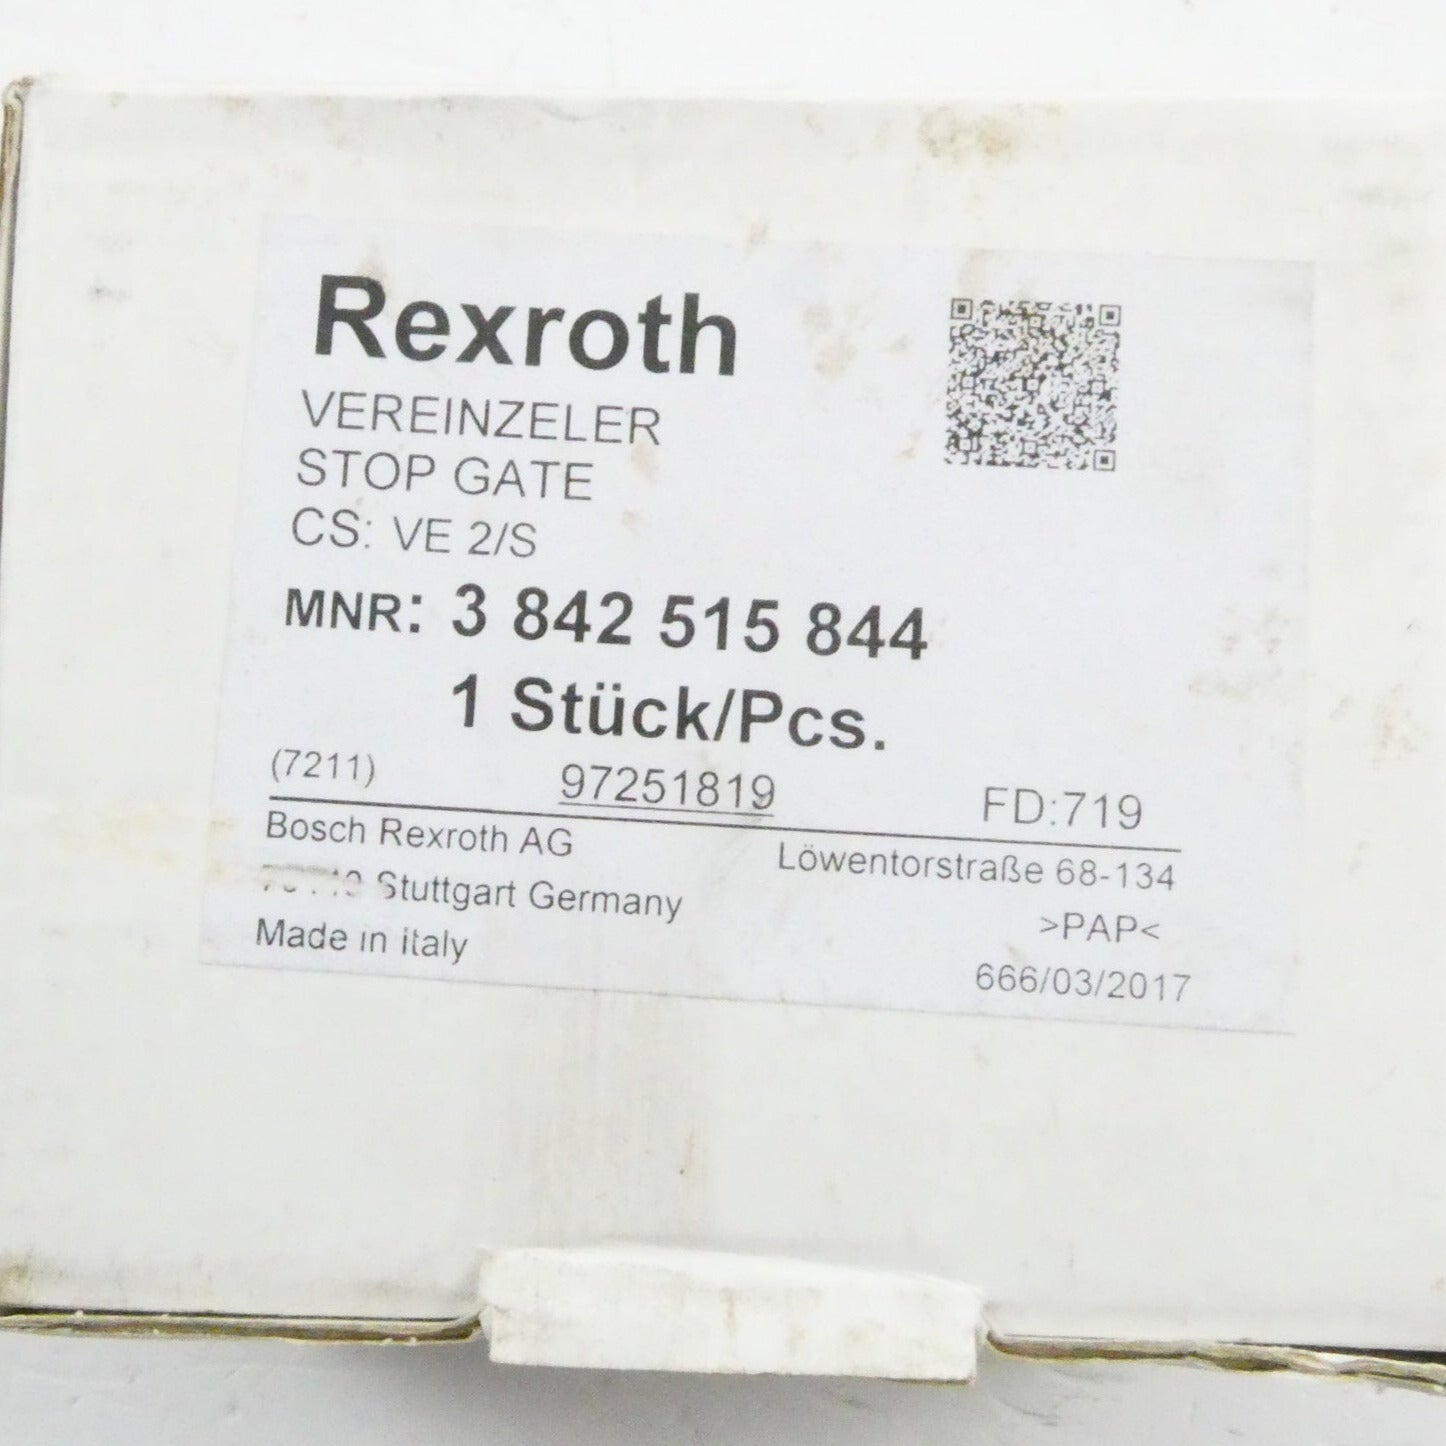 Rexroth
VEREINZELER
STOP GATE
CS: VE 2/S
MNR: 3 842 515 844
1 Stück/Pcs.
(7211) 97251819 FD:719
Bosch Rexroth AG Löwentorstraße 68-134
Stuttgart Germany >PAP<
Made in italy 666/03/2017